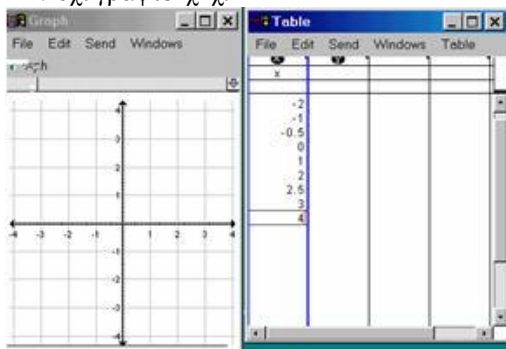 Graph
File Edit Send Windows
4
3
2
1
-4 -3 -2 -1 1 2 3 4
-1
-2
-3
-4
Table
File Edit Send Windows Table
x y
x
-2
-1
-0.5
0
1
2
2.5
3
4